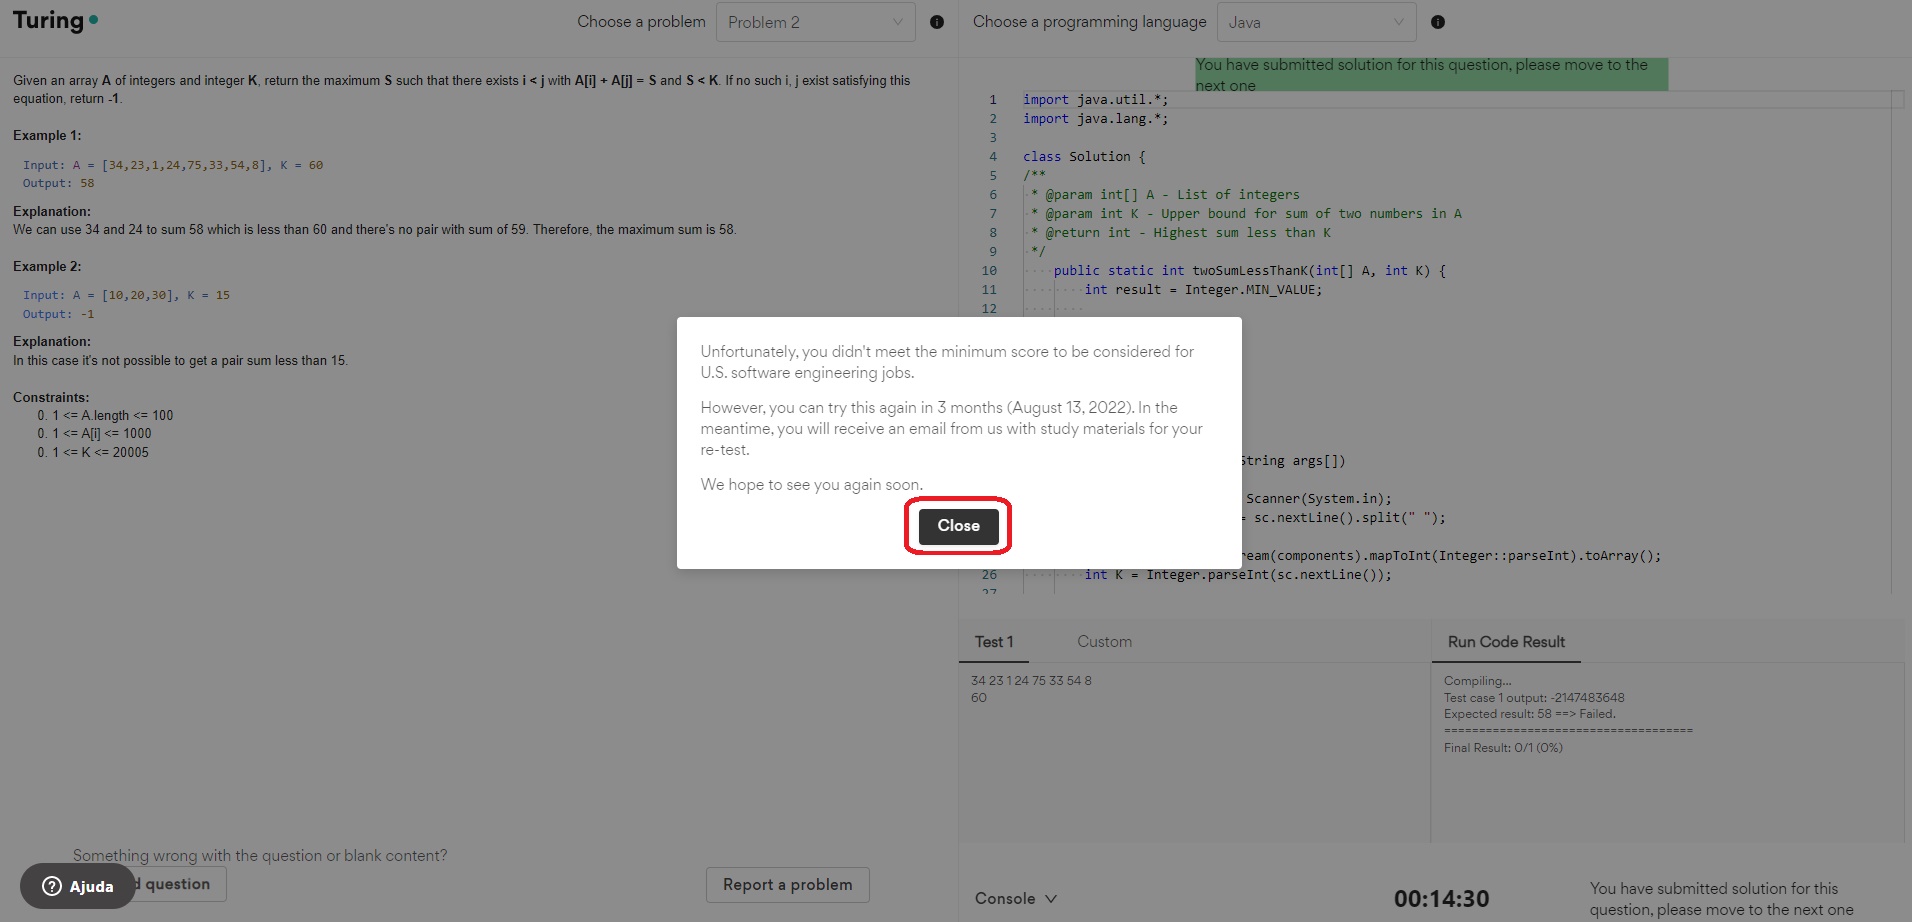 Turing
Choose a problem
Problem 2
Choose a programming language
Java
Given an array A of integers and integer K, return the maximum S such that there exists i < j with A[i] + A[j] = S and S < K. If no such i, j exist satisfying this
equation, return -1.
Example 1:
Input: A = [34,23,1,24,75,33,54,8], K = 60
Output: 58
Explanation:
We can use 34 and 24 to sum 58 which is less than 60 and there's no pair with sum of 59. Therefore, the maximum sum is 58.
Example 2:
Input: A = [10,20,30], K = 15
Output: -1
Explanation:
In this case it's not possible to get a pair sum less than 15.
Constraints:
0. 1 <= A.length <= 100
0. 1 <= A[i] <= 1000
0. 1 <= K <= 20005
Something wrong with the question or blank content?
Ajuda
d question
Report a problem
You have submitted solution for this question, please move to the
next one
1 import java.util.*;
2 import java.lang.*;
3
4 class Solution {
5 /**
6 * @param int[] A - List of integers
7 * @param int K - Upper bound for sum of two numbers in A
8 * @return int - Highest sum less than K
9 */
10 public static int twoSumLessThanK(int[] A, int K) {
11 int result = Integer.MIN_VALUE;
12
String args[])
Scanner(System.in);
= sc.nextLine().split(" ");
ream(components).mapToInt(Integer::parseInt).toArray();
26 int K = Integer.parseInt(sc.nextLine());
27
Unfortunately, you didn't meet the minimum score to be considered for
U.S. software engineering jobs.
However, you can try this again in 3 months (August 13, 2022). In the
meantime, you will receive an email from us with study materials for your
re-test.
We hope to see you again soon.
Close
Test 1
Custom
34 23 1 24 75 33 54 8
60
Run Code Result
Compiling...
Test case 1 output: -2147483648
Expected result: 58 ==> Failed.
====================================
Final Result: 0/1 (0%)
Console
00:14:30
You have submitted solution for this
question, please move to the next one